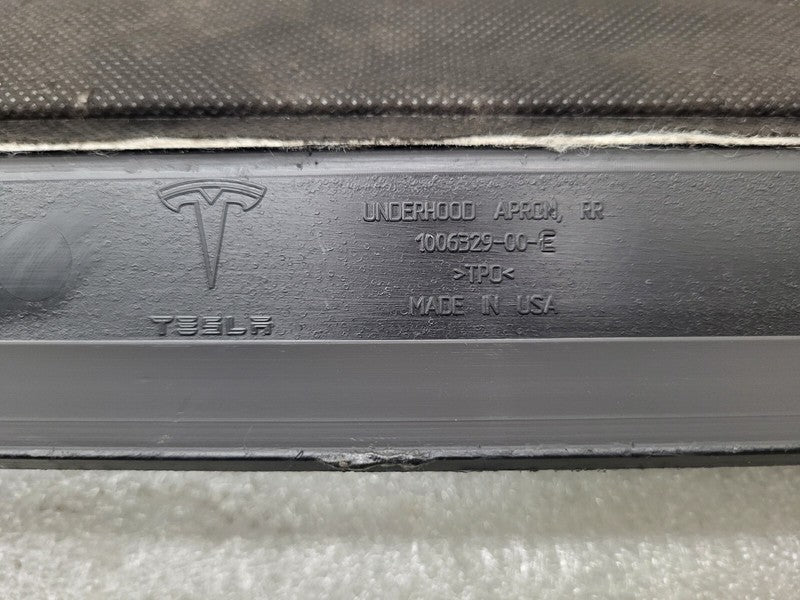 TESLA
UNDERHOOD APRON, RR
1006329-00-E
>TPO<
MADE IN USA